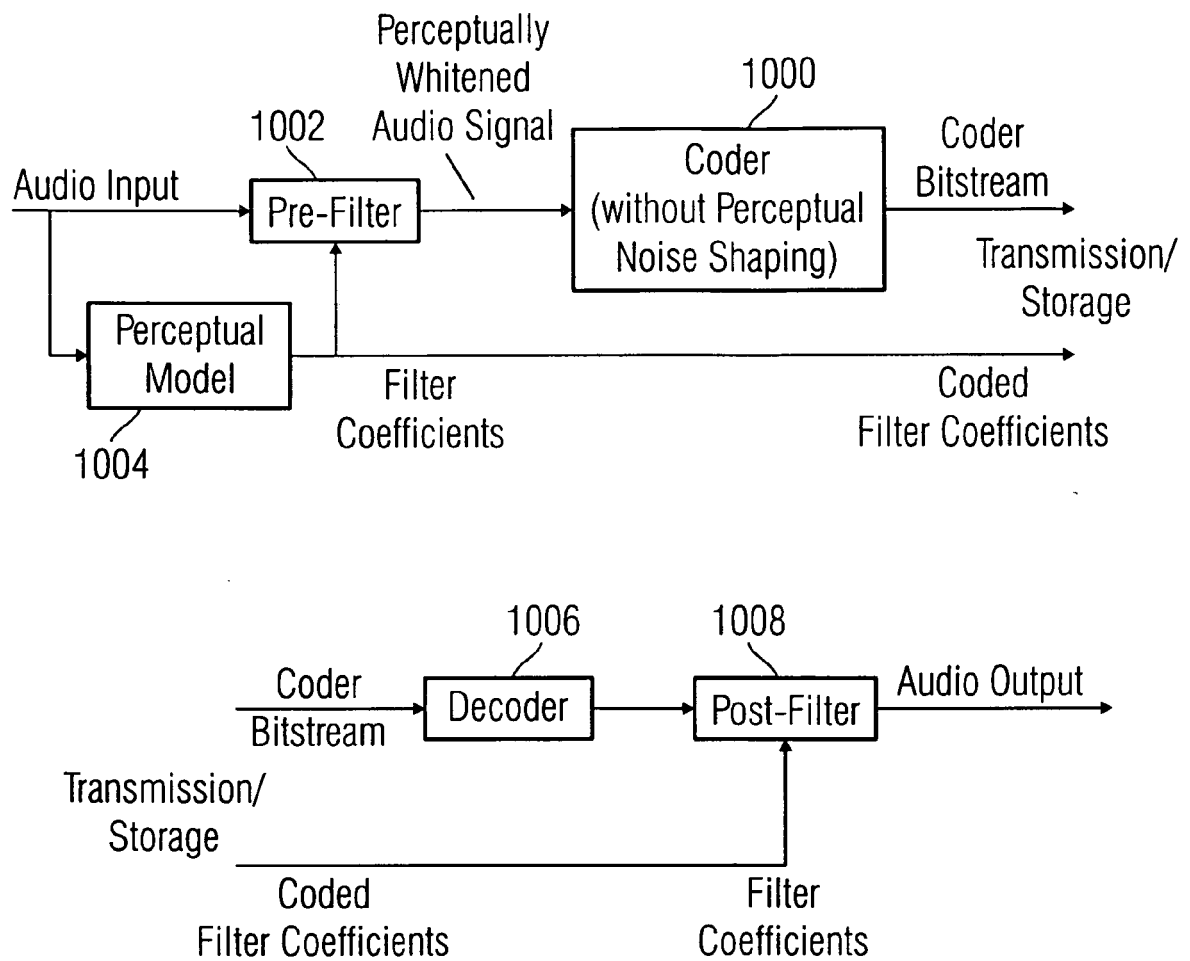 Perceptually
Whitened
Audio Signal
1000
1002
Audio Input
Pre-Filter
Coder
(without Perceptual
Noise Shaping)
Coder
Bitstream
Transmission/
Storage
Perceptual
Model
1004
Filter
Coefficients
Coded
Filter Coefficients
1006
1008
Coder
Bitstream
Decoder
Post-Filter
Audio Output
Transmission/
Storage
Coded
Filter Coefficients
Filter
Coefficients